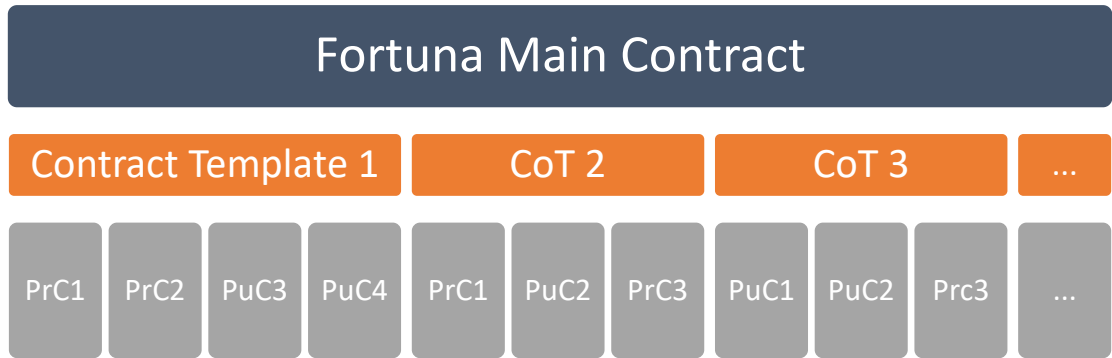 Fortuna Main Contract
Contract Template 1 CoT 2 CoT 3 ...
PrC1 PrC2 PuC3 PuC4 PrC1 PuC2 PrC3 PuC1 PuC2 Prc3 ...